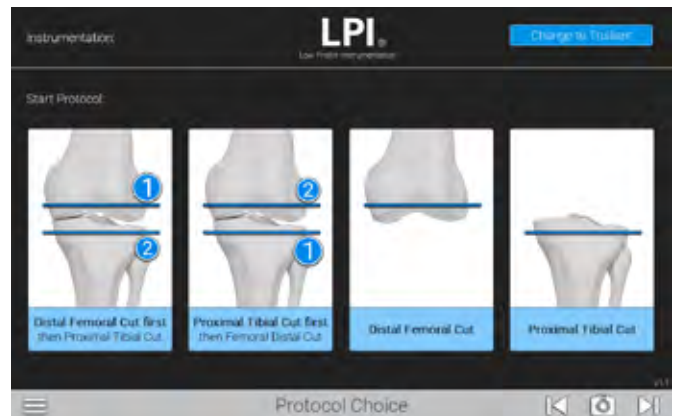 Instrumentation:
LPI®
Low Profile Instrumentation
Change to Truliant
Start Protocol:
1
2
2
1
Distal Femoral Cut first
then Proximal Tibial Cut
Proximal Tibial Cut first
then Femoral Distal Cut
Distal Femoral Cut
Proximal Tibial Cut
Protocol Choice